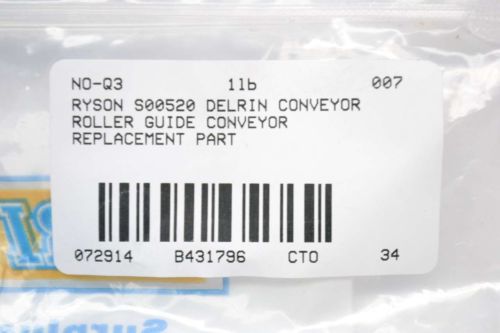 NO-Q3 1lb 007
RYSON S00520 DELRIN CONVEYOR
ROLLER GUIDE CONVEYOR
REPLACEMENT PART
072914 B431796 CTO 34